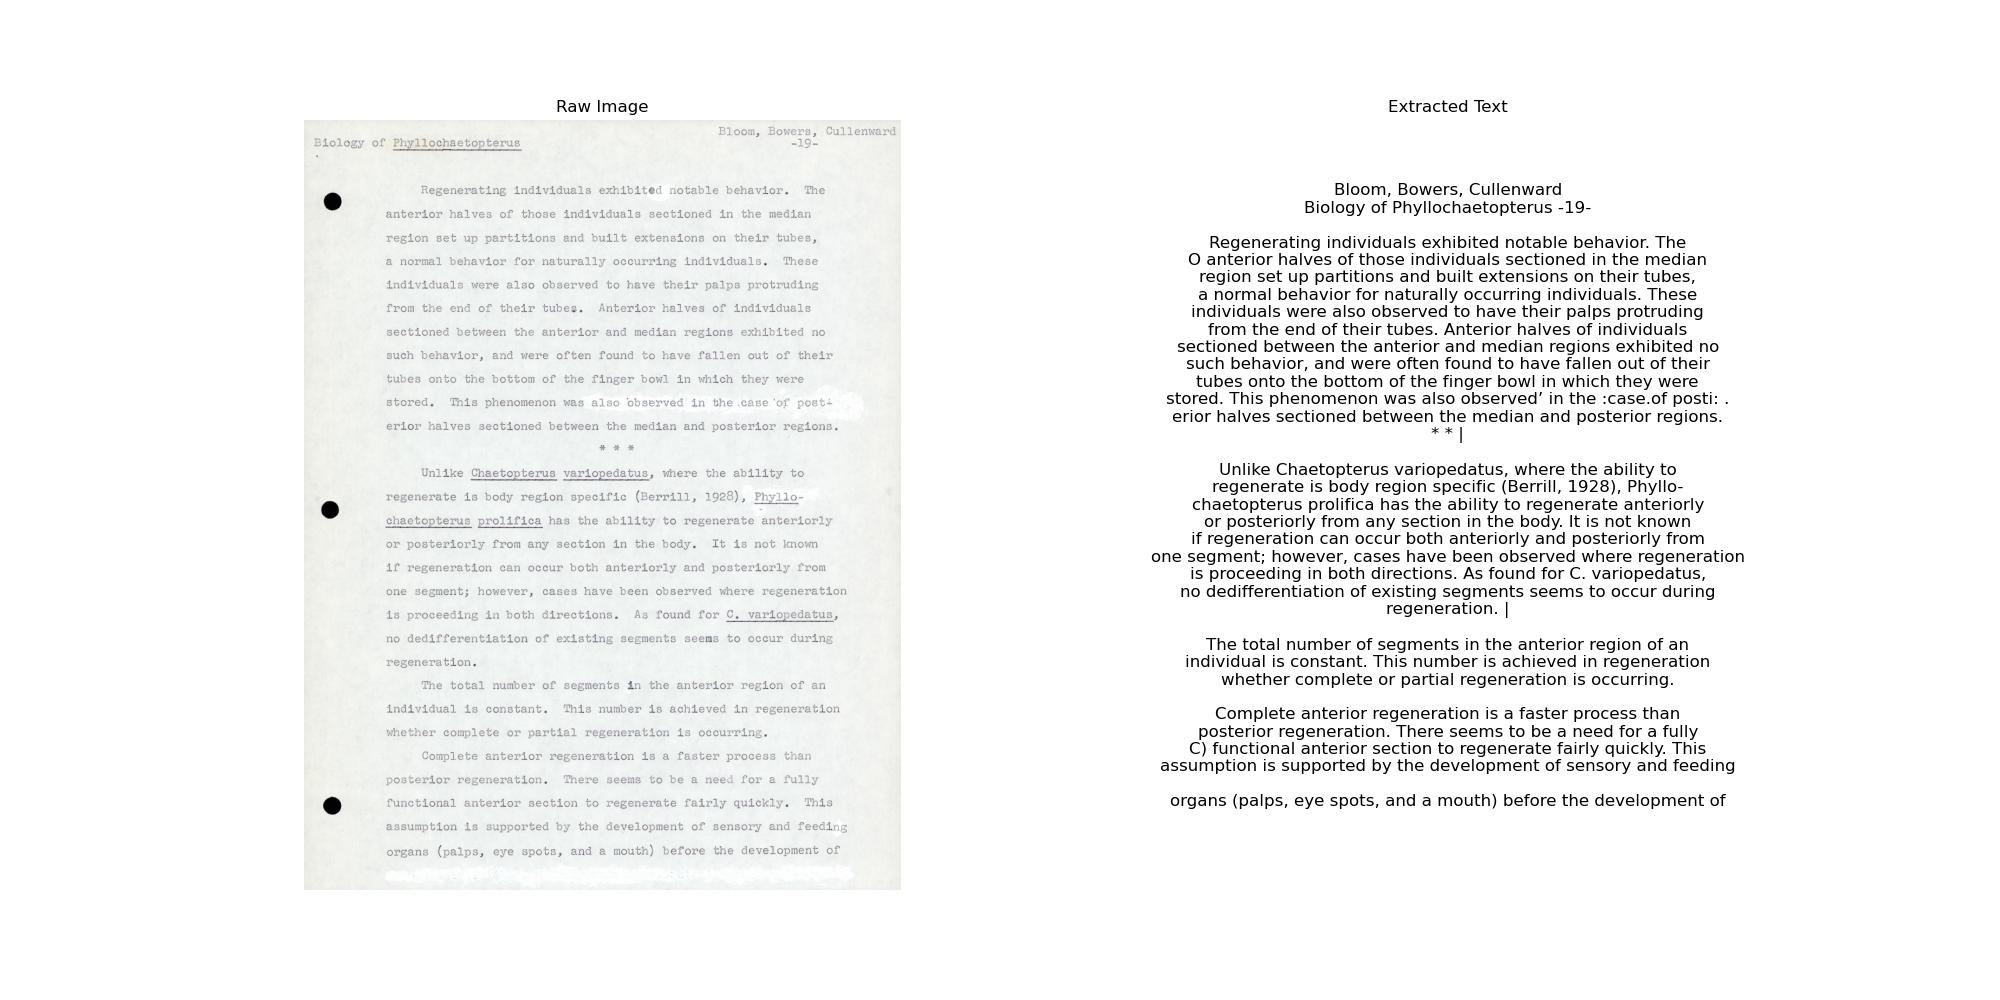 Raw Image
Bloom, Bowers, Cullenward
Biology of Phyllochaetopterus -19-
Regenerating individuals exhibited notable behavior. The
anterior halves of those individuals sectioned in the median
region set up partitions and built extensions on their tubes,
a normal behavior for naturally occurring individuals. These
individuals were also observed to have their palps protruding
from the end of their tubes. Anterior halves of individuals
sectioned between the anterior and median regions exhibited no
such behavior, and were often found to have fallen out of their
tubes onto the bottom of the finger bowl in which they were
stored. This phenomenon was also observed in the case of post-
erior halves sectioned between the median and posterior regions.
* * *
Unlike Chaetopterus variopedatus, where the ability to
regenerate is body region specific (Berrill, 1928), Phyllo-
chaetopterus prolifica has the ability to regenerate anteriorly
or posteriorly from any section in the body. It is not known
if regeneration can occur both anteriorly and posteriorly from
one segment; however, cases have been observed where regeneration
is proceeding in both directions. As found for C. variopedatus,
no dedifferentiation of existing segments seems to occur during
regeneration.
The total number of segments in the anterior region of an
individual is constant. This number is achieved in regeneration
whether complete or partial regeneration is occurring.
Complete anterior regeneration is a faster process than
posterior regeneration. There seems to be a need for a fully
functional anterior section to regenerate fairly quickly. This
assumption is supported by the development of sensory and feeding
organs (palps, eye spots, and a mouth) before the development of
Extracted Text
Bloom, Bowers, Cullenward
Biology of Phyllochaetopterus -19-
Regenerating individuals exhibited notable behavior. The
O anterior halves of those individuals sectioned in the median
region set up partitions and built extensions on their tubes,
a normal behavior for naturally occurring individuals. These
individuals were also observed to have their palps protruding
from the end of their tubes. Anterior halves of individuals
sectioned between the anterior and median regions exhibited no
such behavior, and were often found to have fallen out of their
tubes onto the bottom of the finger bowl in which they were
stored. This phenomenon was also observed’ in the :case.of posti: .
erior halves sectioned between the median and posterior regions.
* * |
Unlike Chaetopterus variopedatus, where the ability to
regenerate is body region specific (Berrill, 1928), Phyllo-
chaetopterus prolifica has the ability to regenerate anteriorly
or posteriorly from any section in the body. It is not known
if regeneration can occur both anteriorly and posteriorly from
one segment; however, cases have been observed where regeneration
is proceeding in both directions. As found for C. variopedatus,
no dedifferentiation of existing segments seems to occur during
regeneration. |
The total number of segments in the anterior region of an
individual is constant. This number is achieved in regeneration
whether complete or partial regeneration is occurring.
Complete anterior regeneration is a faster process than
posterior regeneration. There seems to be a need for a fully
C) functional anterior section to regenerate fairly quickly. This
assumption is supported by the development of sensory and feeding
organs (palps, eye spots, and a mouth) before the development of